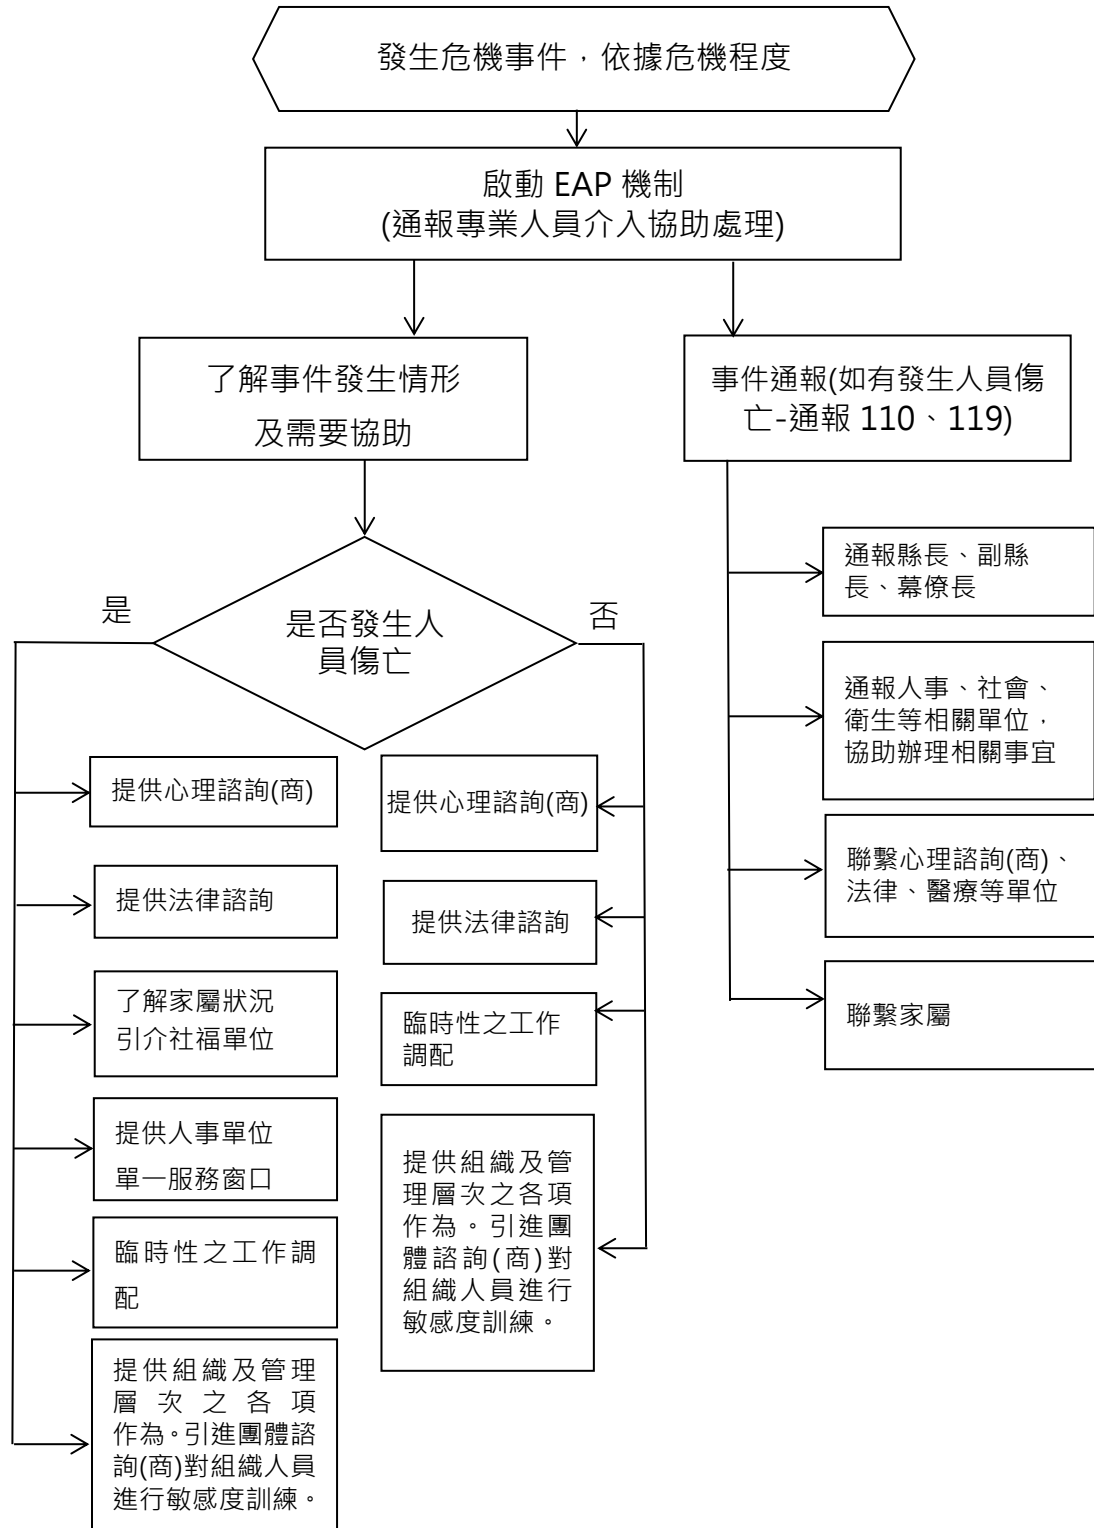 發生危機事件，依據危機程度
啟動 EAP 機制
(通報專業人員介入協助處理)
了解事件發生情形
及需要協助
事件通報(如有發生人員傷
亡-通報 110、119)
是
是否發生人
員傷亡
否
提供心理諮詢(商)
提供法律諮詢
了解家屬狀況
引介社福單位
提供人事單位
單一服務窗口
臨時性之工作調
配
提供組織及管理
層次之各項
作為。引進團體諮
詢(商)對組織人員
進行敏感度訓練。
提供心理諮詢(商)
提供法律諮詢
臨時性之工作
調配
提供組織及管
理層次之各項
作為。引進團
體諮詢(商)對
組織人員進行
敏感度訓練。
通報縣長、副縣
長、幕僚長
通報人事、社會、
衛生等相關單位，
協助辦理相關事宜
聯繫心理諮詢(商)、
法律、醫療等單位
聯繫家屬